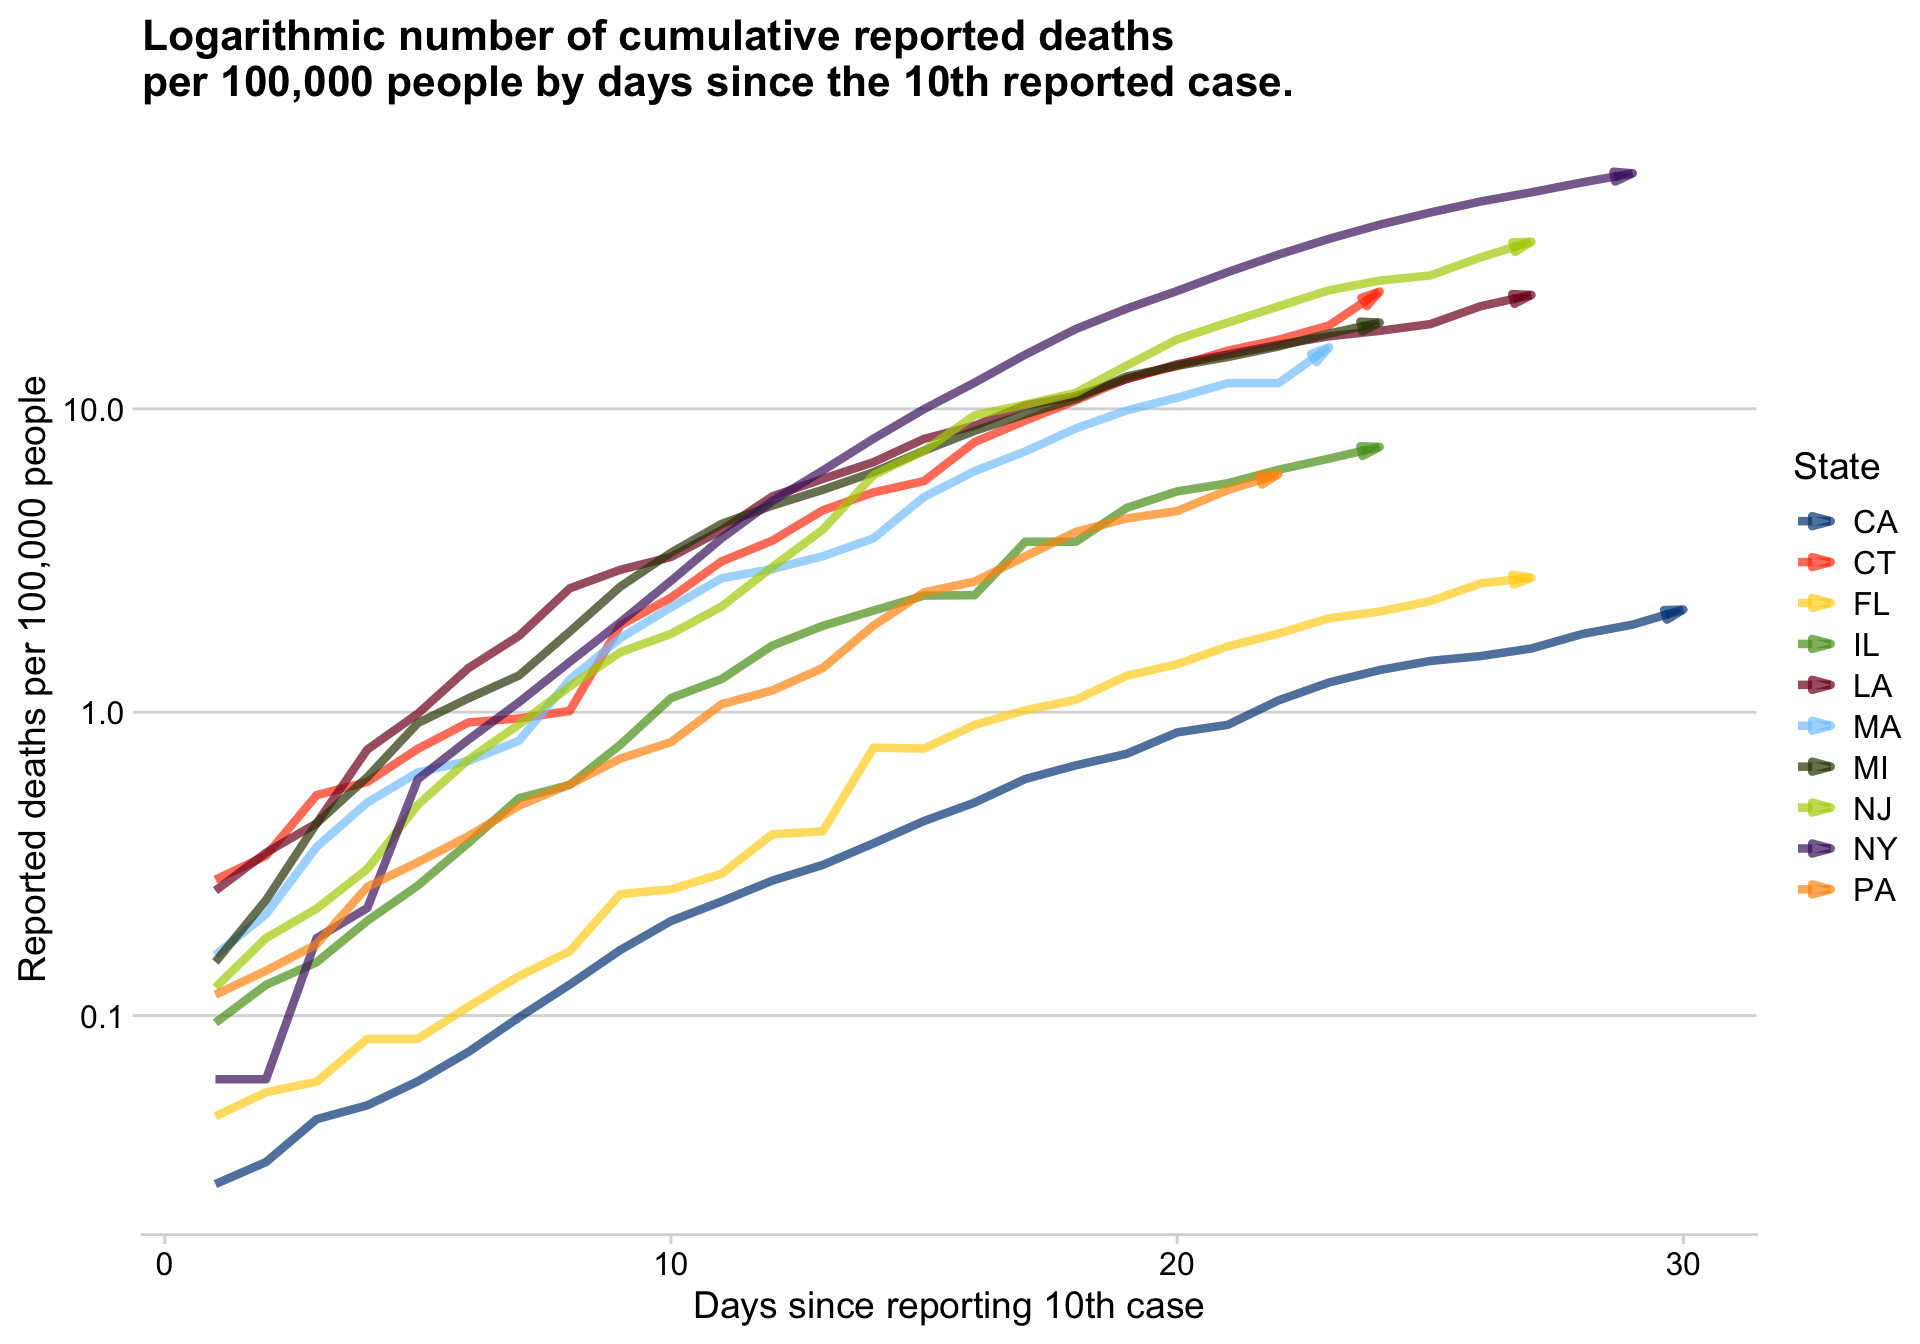 Logarithmic number of cumulative reported deaths
per 100,000 people by days since the 10th reported case.
Reported deaths per 100,000 people
10.0
1.0
0.1
0
10
20
30
Days since reporting 10th case
State
CA
CT
FL
IL
LA
MA
MI
NJ
NY
PA